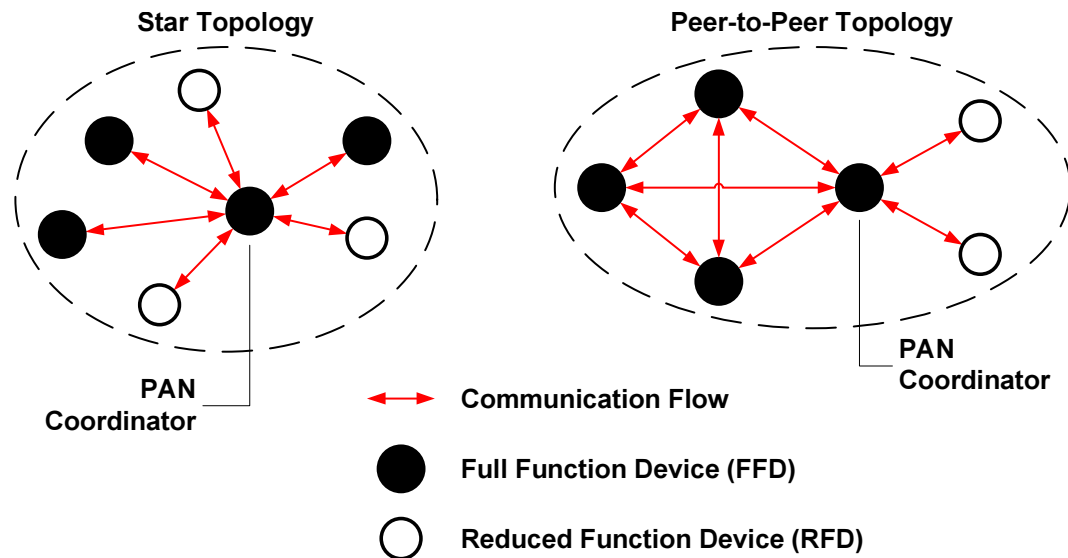 Star Topology
Peer-to-Peer Topology
PAN
Coordinator
PAN
Coordinator
Communication Flow
Full Function Device (FFD)
Reduced Function Device (RFD)